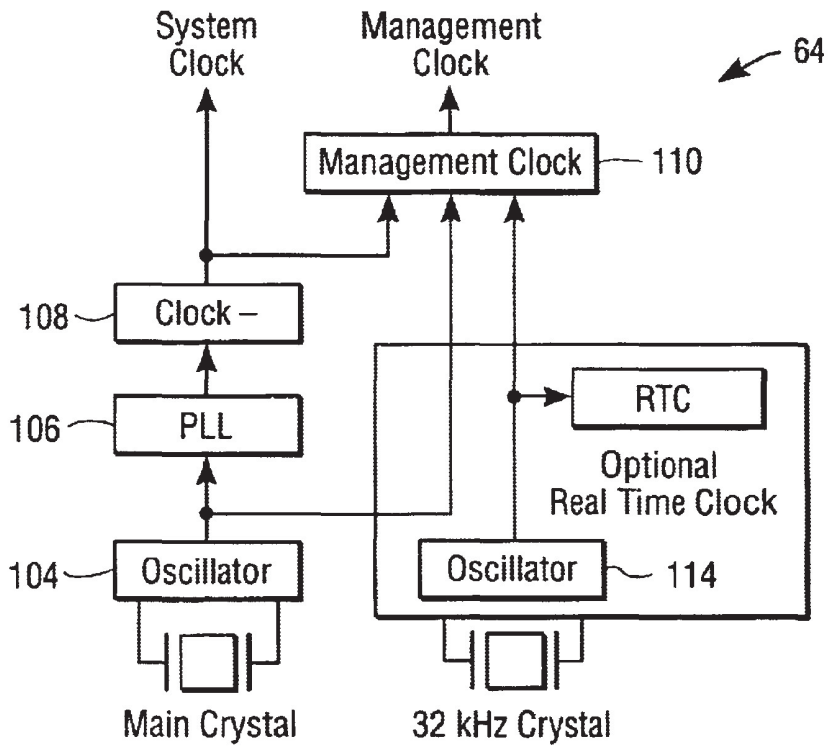 System
Clock
Management
Clock
64
Management Clock
110
108
Clock –
106
PLL
RTC
Optional
Real Time Clock
104
Oscillator
Oscillator
114
Main Crystal
32 kHz Crystal